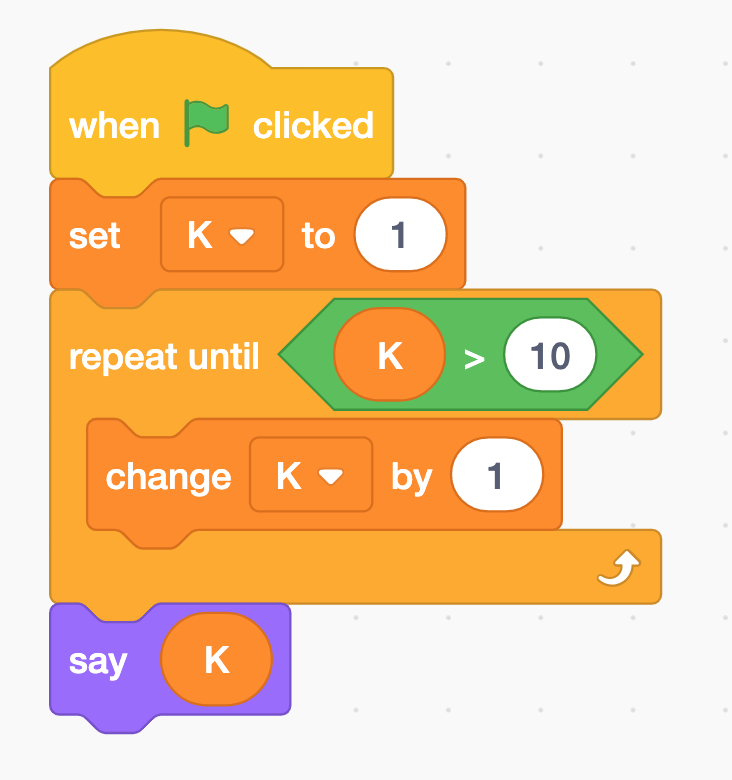 when clicked
set K to 1
repeat until K > 10
change K by 1
say K